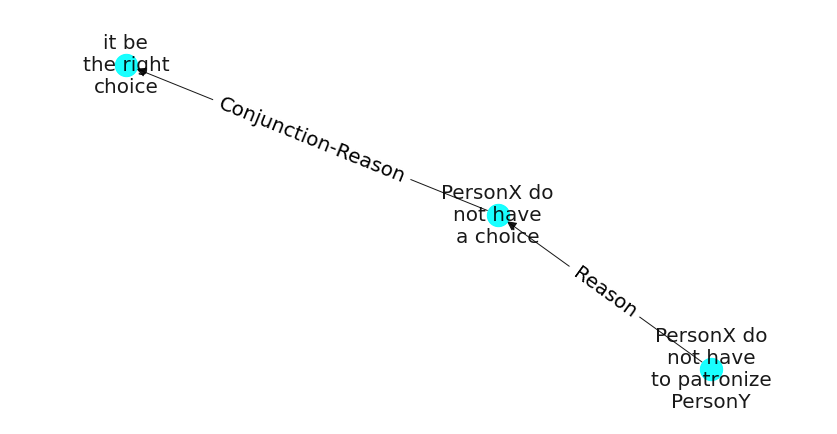 it be
the right
choice
Conjunction-Reason
PersonX do
not have
a choice
Reason
PersonX do
not have
to patronize
PersonY